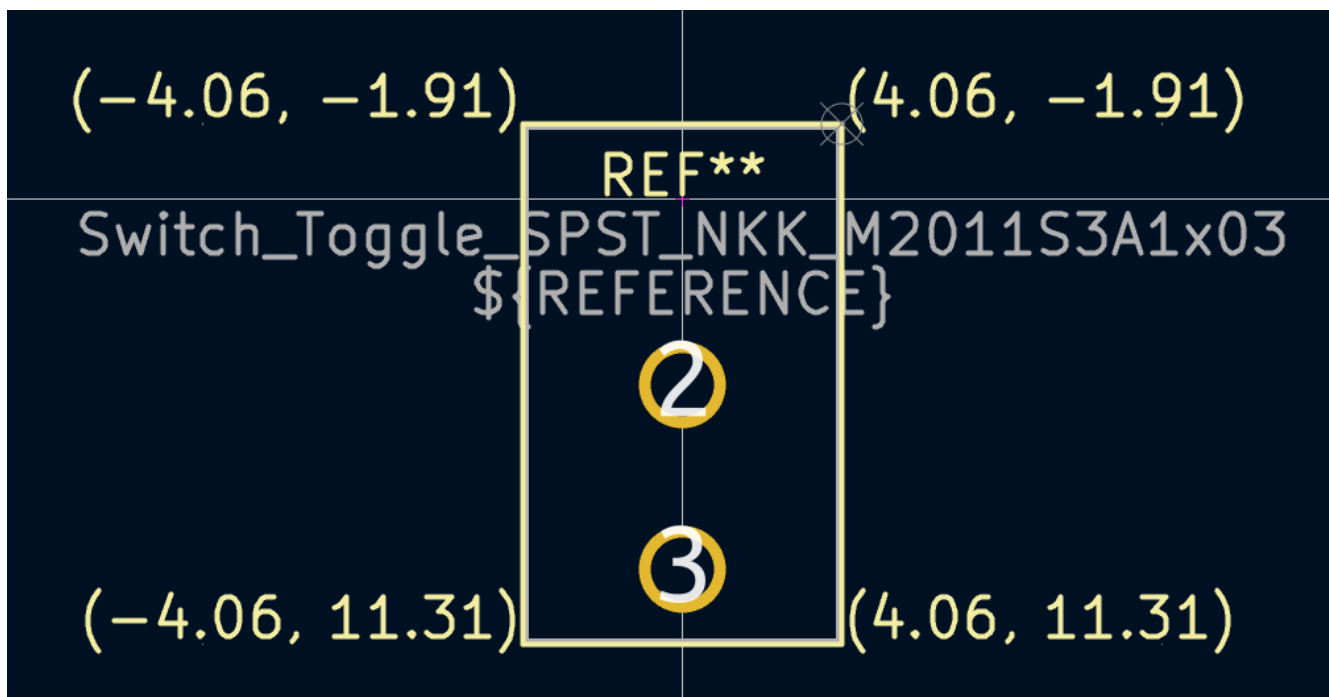 (−4.06, −1.91) (4.06, −1.91)
REF**
Switch_Toggle_SPST_NKK_M2011S3A1x03
${REFERENCE}
2
3
(−4.06, 11.31) (4.06, 11.31)